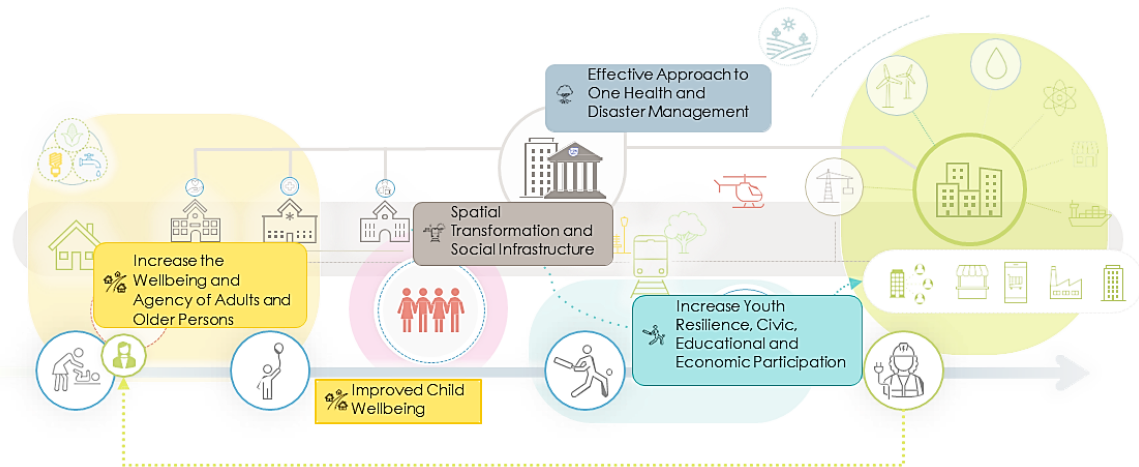 Effective Approach to
One Health and
Disaster Management
Spatial
Transformation and
Social Infrastructure
Increase the
Wellbeing and
Agency of Adults and
Older Persons
Increase Youth
Resilience, Civic,
Educational and
Economic Participation
Improved Child
Wellbeing